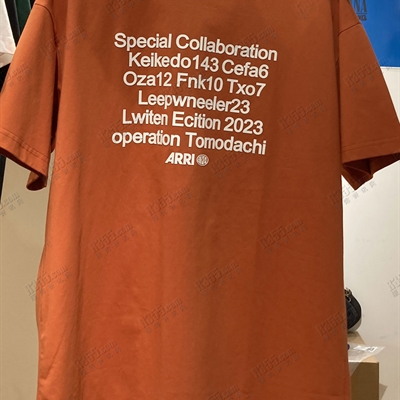 Special Collaboration
Keikedo143 Cefa6
Oza12 Fnk10 Txo7
Leepwneeler23
Lwiten Ecition 2023
operation Tomodachi
ARRI